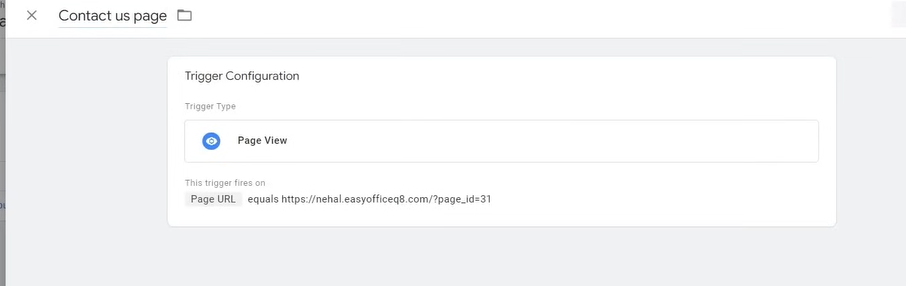 Contact us page
Trigger Configuration
Trigger Type
Page View
This trigger fires on
Page URL equals https://nehal.easyofficeq8.com/?page_id=31